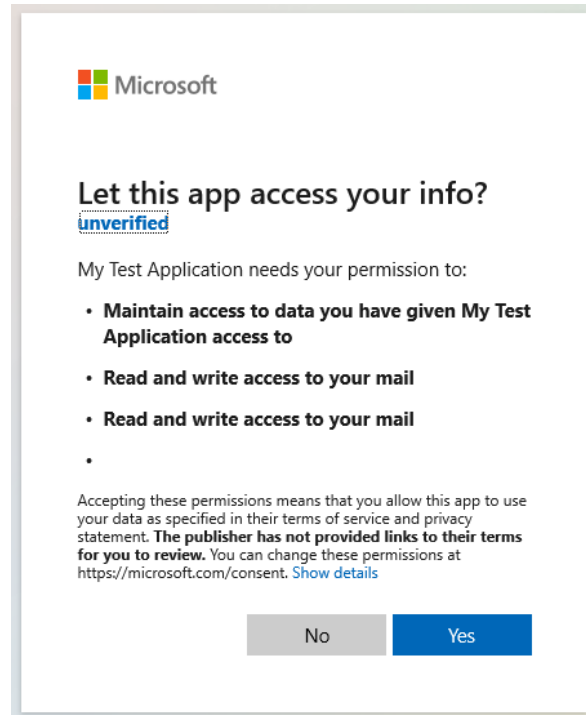 Microsoft
Let this app access your info?
unverified
My Test Application needs your permission to:
• Maintain access to data you have given My Test
Application access to
• Read and write access to your mail
• Read and write access to your mail
•
Accepting these permissions means that you allow this app to use
your data as specified in their terms of service and privacy
statement. The publisher has not provided links to their terms
for you to review. You can change these permissions at
https://microsoft.com/consent. Show details
No Yes